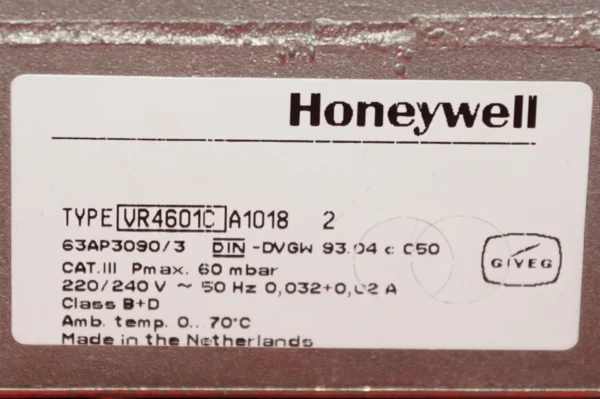 Honeywell
TYPE VR4601C A1018 2
63AP3090/3 DIN-DVGW 93.04 c C50
GIVEG
CAT.III Pmax. 60 mbar
220/240 V ~ 50 Hz 0,032+0,02 A
Class B+D
Amb. temp. 0...70°C
Made in the Netherlands